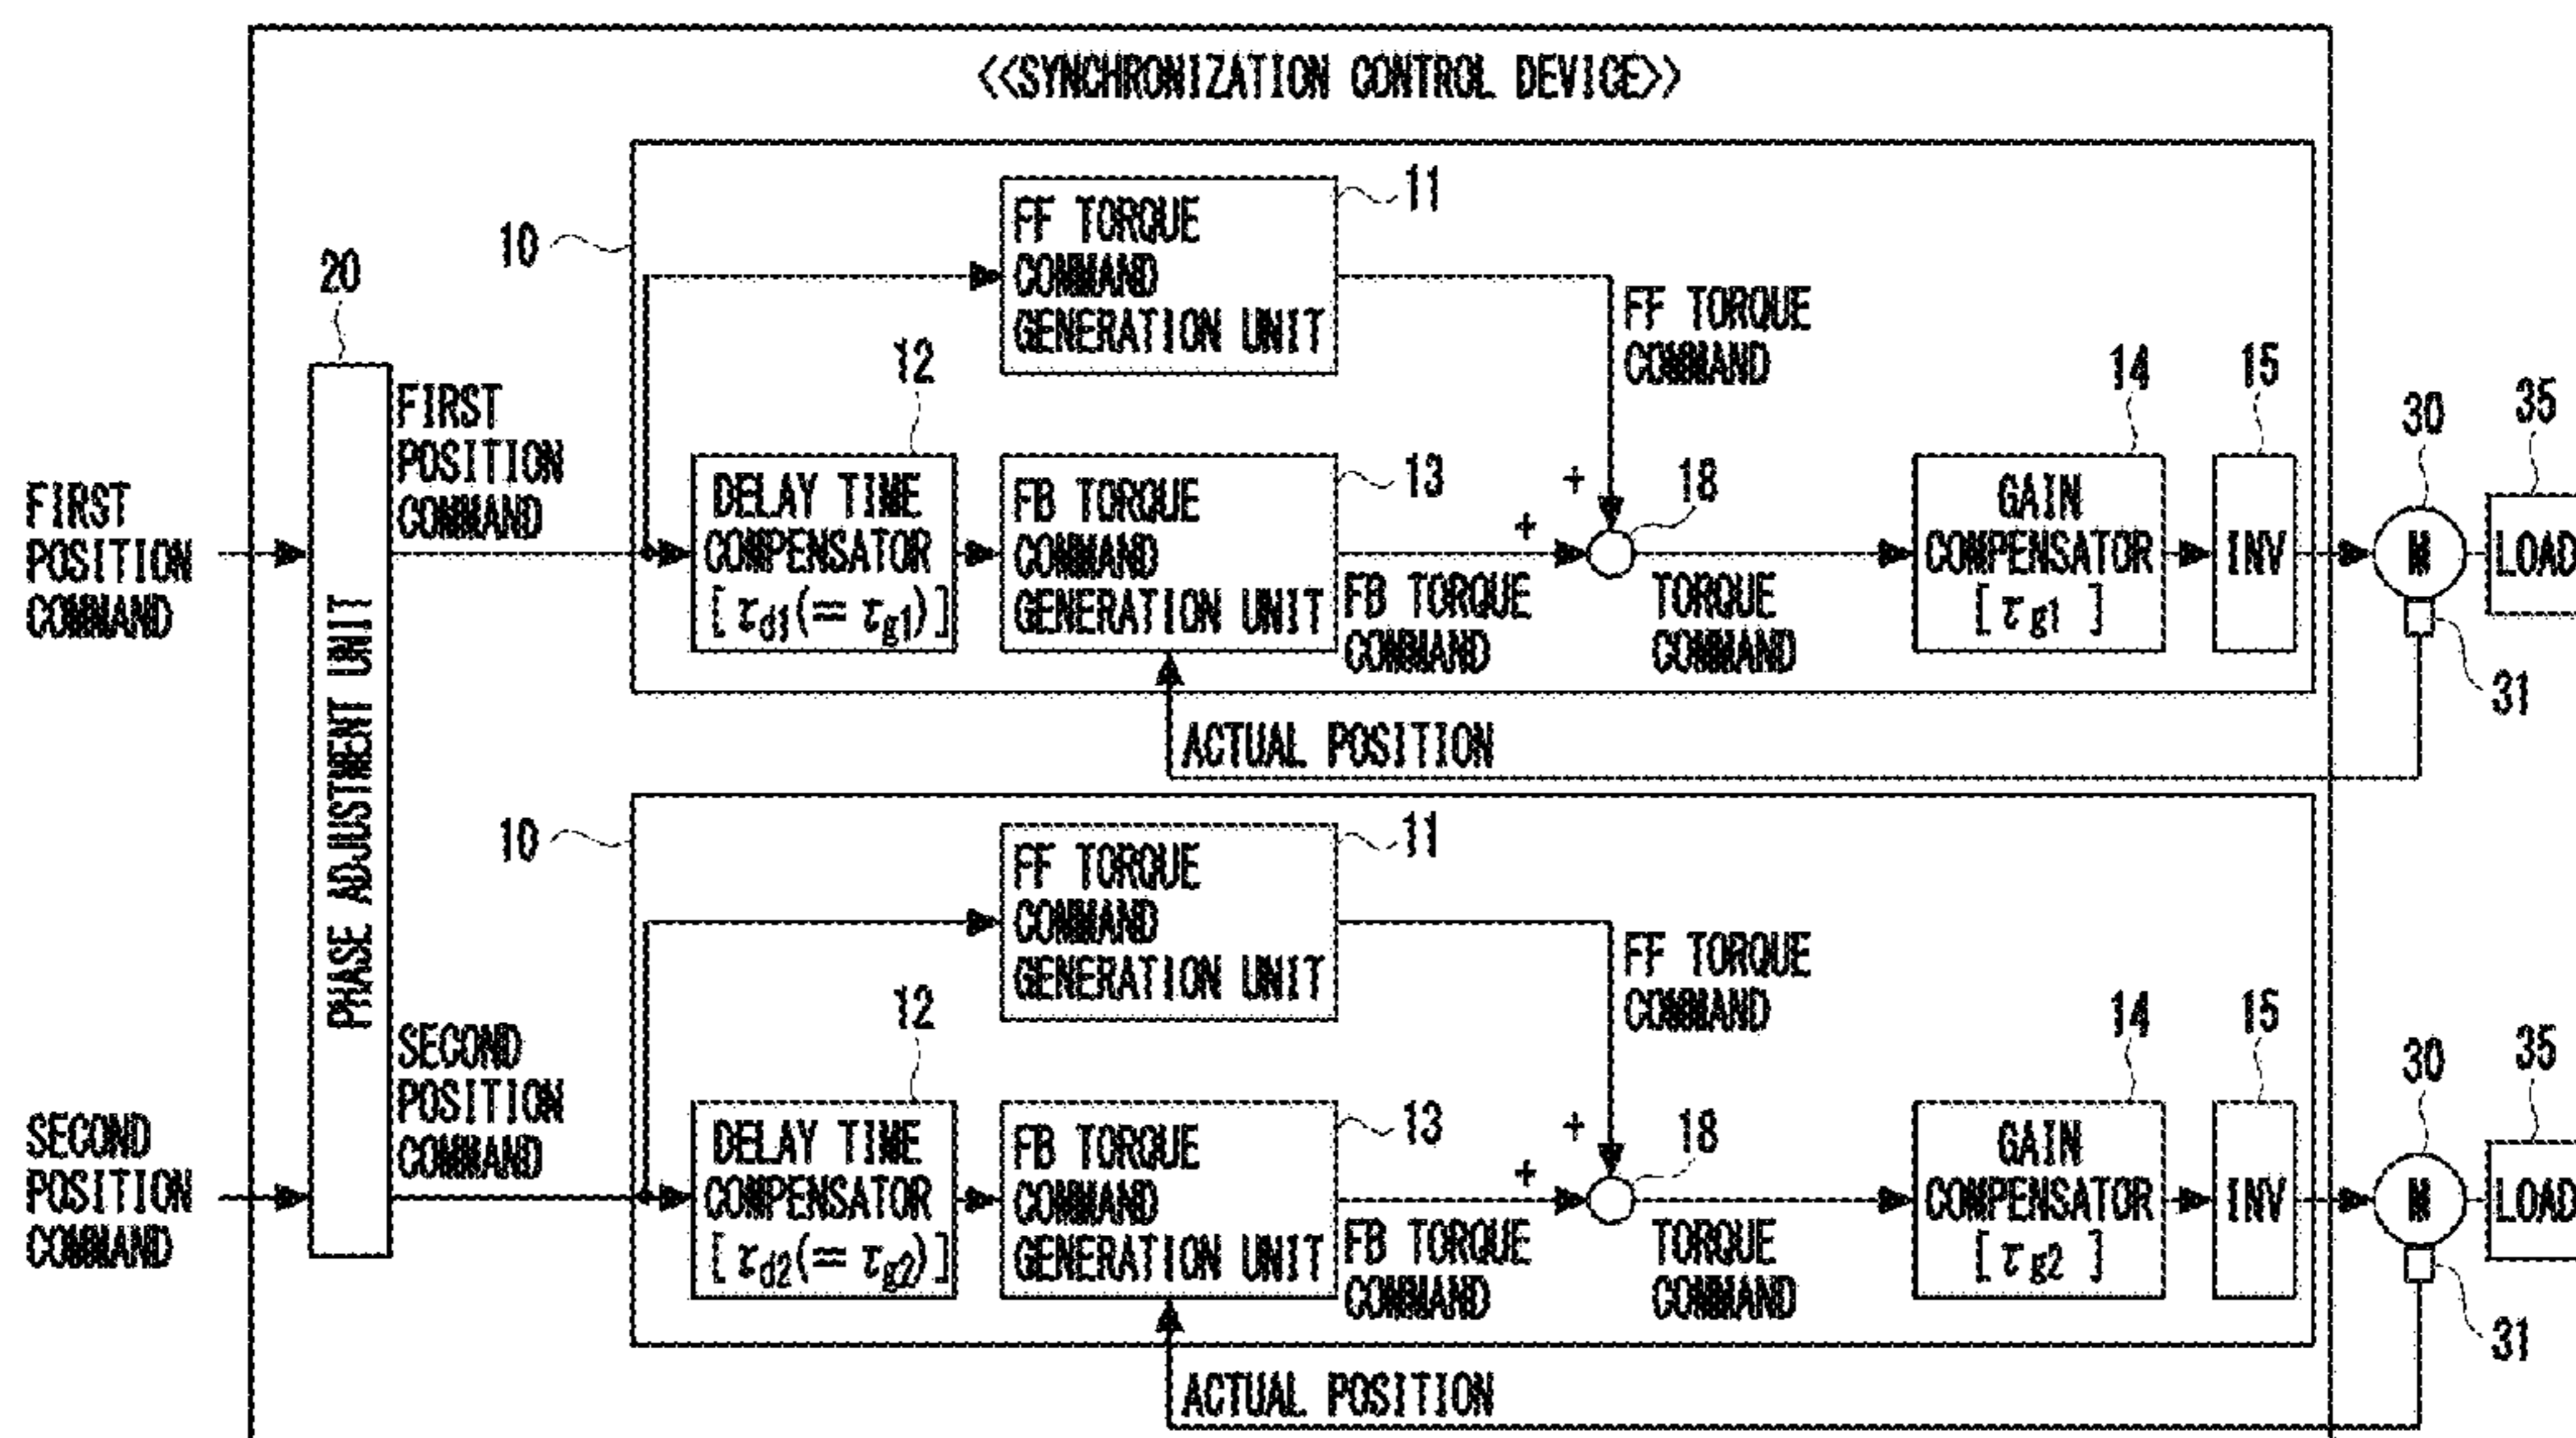 <<SYNCHRONIZATION CONTROL DEVICE>>
FIRST
POSITION
COMMAND
20
PHASE ADJUSTMENT UNIT
FIRST
POSITION
COMMAND
10
11
FF TORQUE
COMMAND
GENERATION UNIT
12
DELAY TIME
COMPENSATOR
[τd1(= τg1)]
13
FB TORQUE
COMMAND
GENERATION UNIT
FF TORQUE
COMMAND
+
+
18
FB TORQUE
COMMAND
TORQUE
COMMAND
14
GAIN
COMPENSATOR
[τg1 ]
15
INV
30
M
35
LOAD
31
ACTUAL POSITION
SECOND
POSITION
COMMAND
SECOND
POSITION
COMMAND
10
11
FF TORQUE
COMMAND
GENERATION UNIT
12
DELAY TIME
COMPENSATOR
[τd2(= τg2)]
13
FB TORQUE
COMMAND
GENERATION UNIT
FF TORQUE
COMMAND
+
+
18
FB TORQUE
COMMAND
TORQUE
COMMAND
14
GAIN
COMPENSATOR
[τg2 ]
15
INV
30
M
35
LOAD
31
ACTUAL POSITION